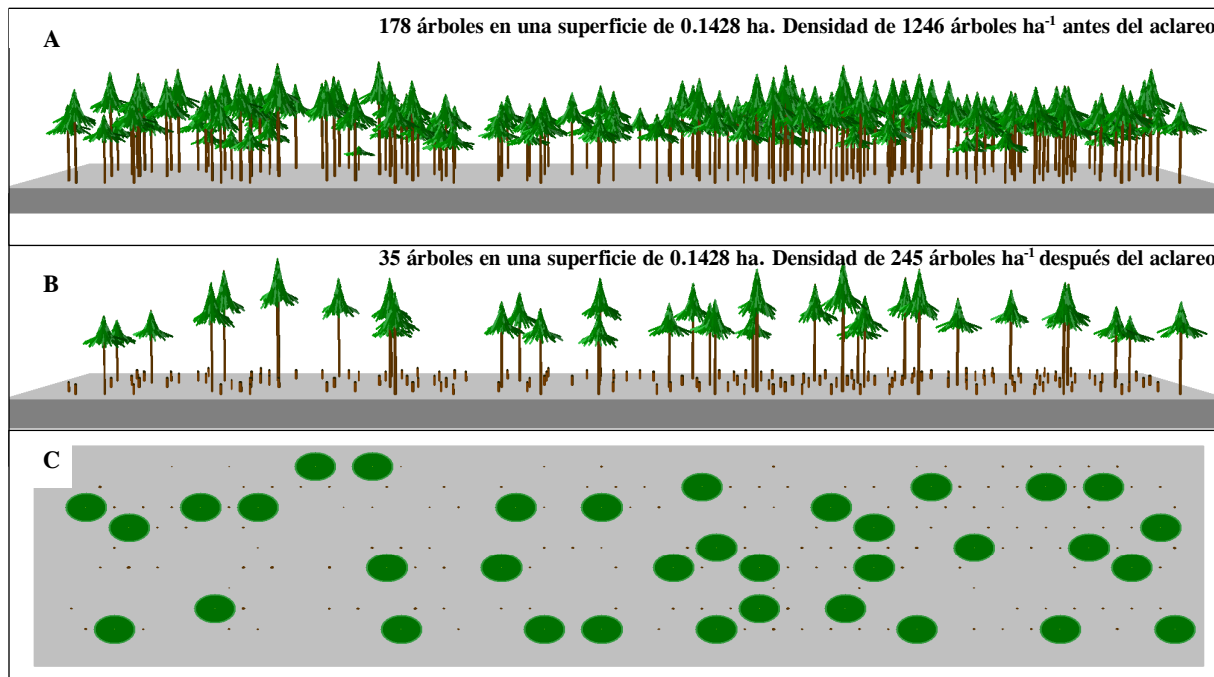 178 árboles en una superficie de 0.1428 ha. Densidad de 1246 árboles ha⁻¹ antes del aclareo
A
35 árboles en una superficie de 0.1428 ha. Densidad de 245 árboles ha⁻¹ después del aclareo
B
C